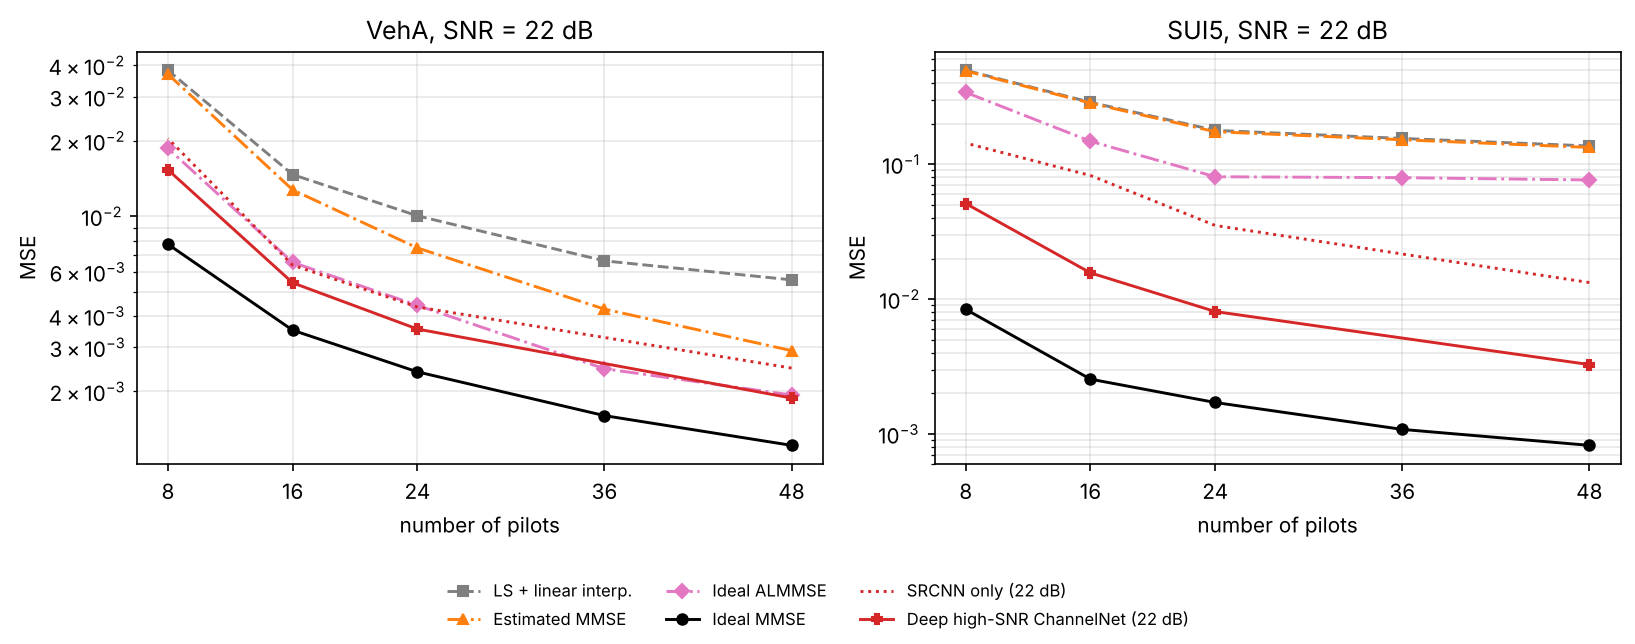 VehA, SNR = 22 dB
MSE
4 × 10⁻²
3 × 10⁻²
2 × 10⁻²
10⁻²
6 × 10⁻³
4 × 10⁻³
3 × 10⁻³
2 × 10⁻³
8 16 24 36 48
number of pilots
SUI5, SNR = 22 dB
MSE
10⁻¹
10⁻²
10⁻³
8 16 24 36 48
number of pilots
LS + linear interp.
Estimated MMSE
Ideal ALMMSE
Ideal MMSE
SRCNN only (22 dB)
Deep high-SNR ChannelNet (22 dB)